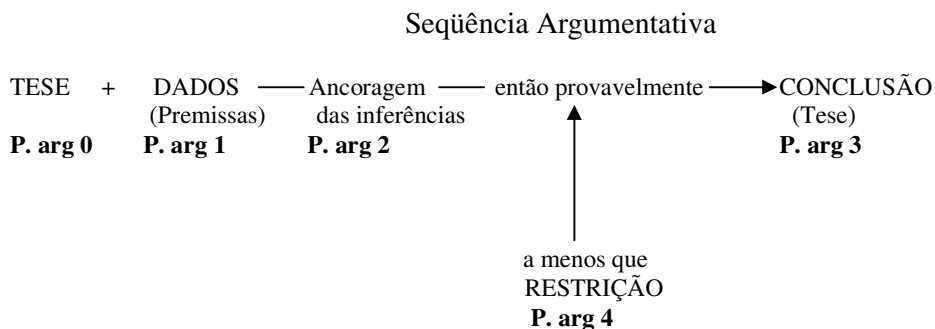 Seqüência Argumentativa
TESE + DADOS Ancoragem então provavelmente CONCLUSÃO
(Premissas) das inferências (Tese)
P. arg 0 P. arg 1 P. arg 2 P. arg 3
a menos que
RESTRIÇÃO
P. arg 4